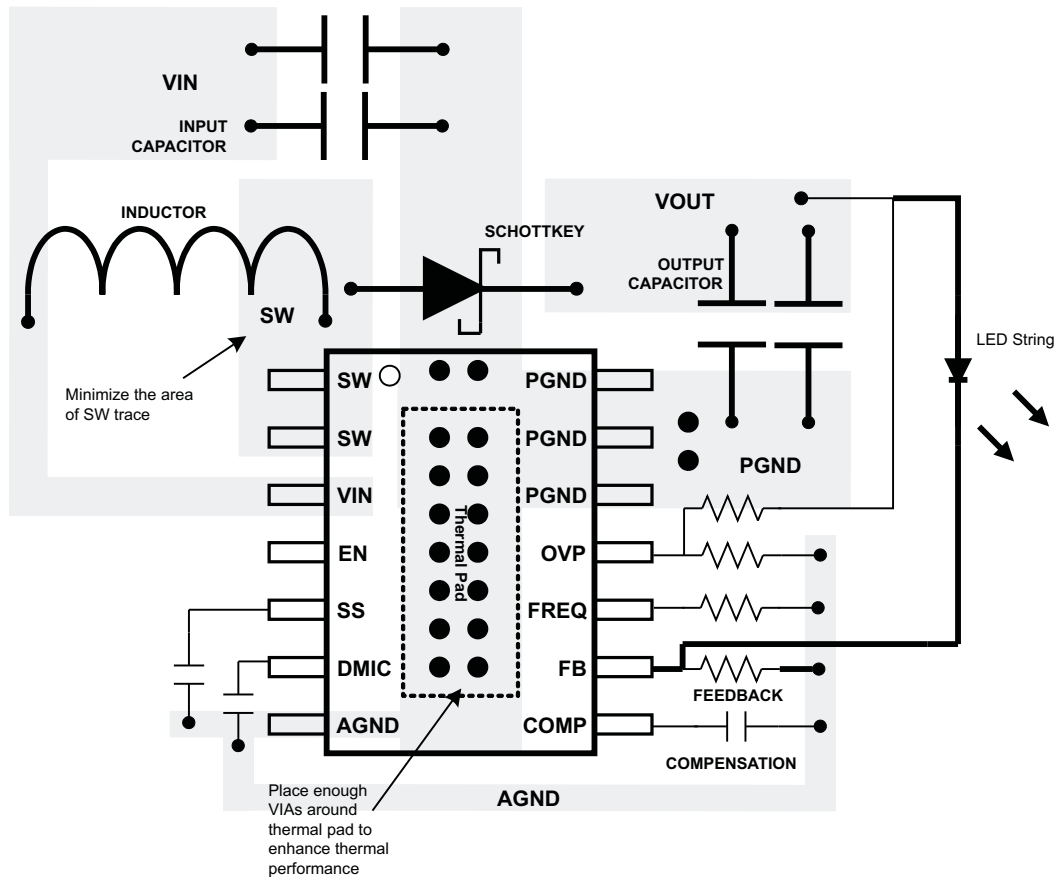 VIN
INPUT
CAPACITOR
INDUCTOR
SCHOTTKEY
VOUT
OUTPUT
CAPACITOR
SW
LED String
Minimize the area
of SW trace
SW
SW
VIN
EN
SS
DMIC
AGND
Thermal Pad
PGND
PGND
PGND
OVP
FREQ
FB
COMP
PGND
FEEDBACK
COMPENSATION
AGND
Place enough
VIAs around
thermal pad to
enhance thermal
performance